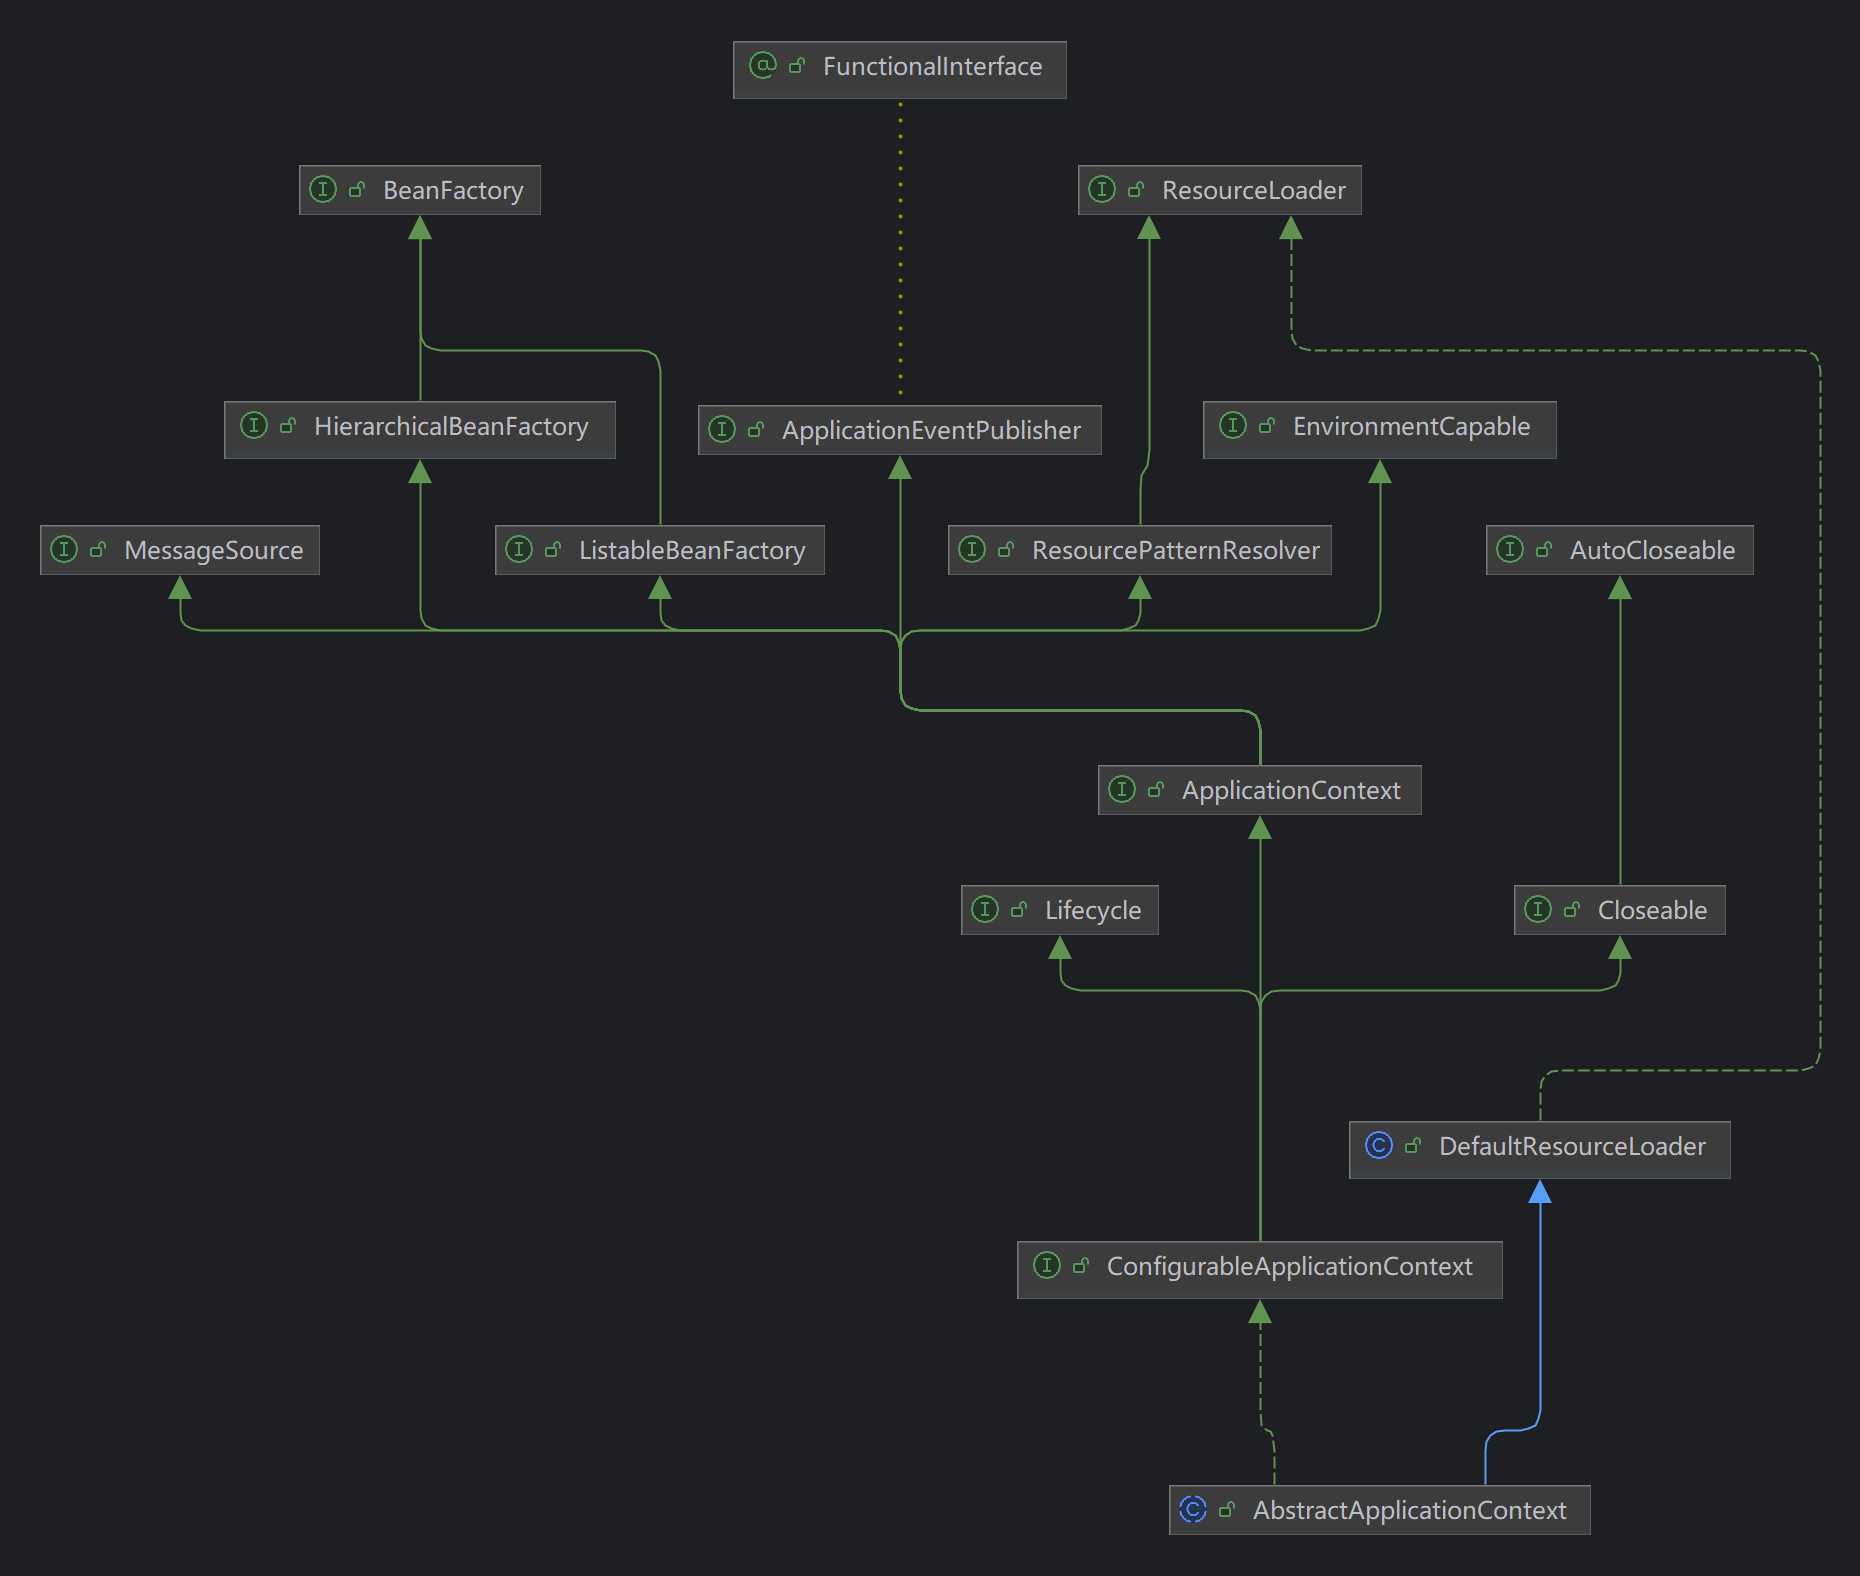 FunctionalInterface
BeanFactory
ResourceLoader
HierarchicalBeanFactory
ApplicationEventPublisher
EnvironmentCapable
MessageSource
ListableBeanFactory
ResourcePatternResolver
AutoCloseable
ApplicationContext
Lifecycle
Closeable
DefaultResourceLoader
ConfigurableApplicationContext
AbstractApplicationContext